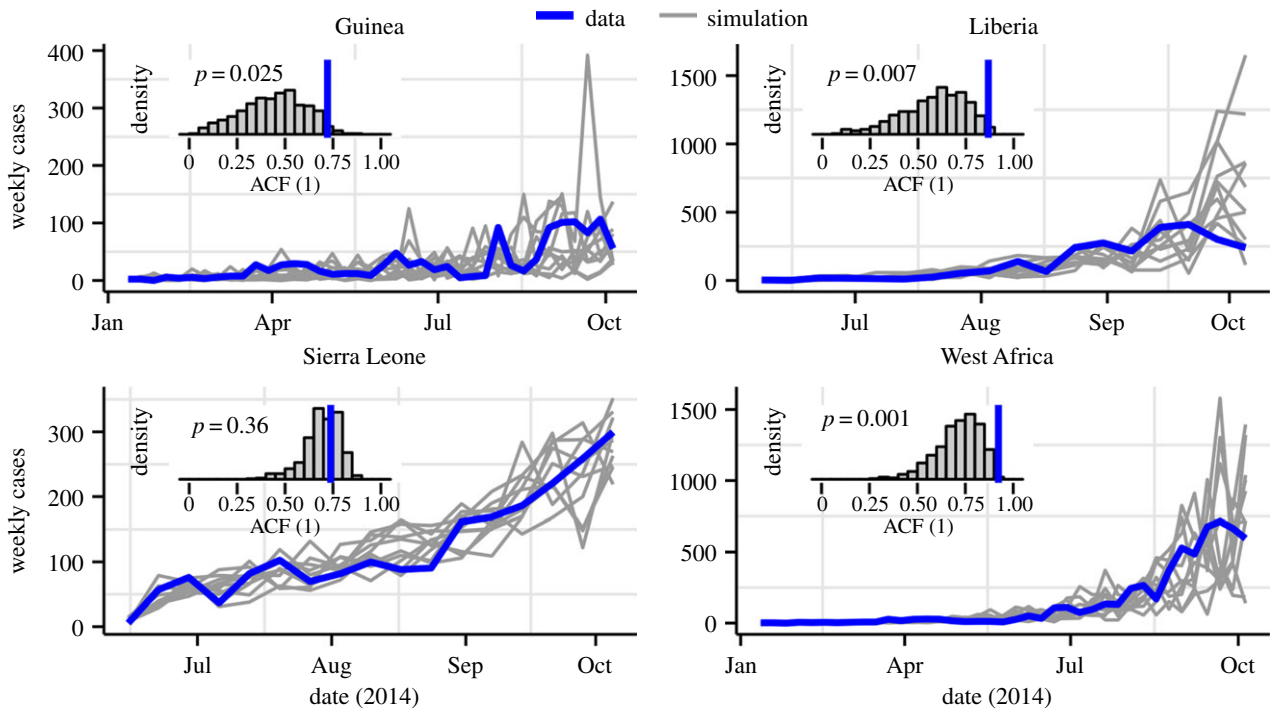 data simulation
Guinea
Liberia
weekly cases
400
300
200
100
0
density
p = 0.025
0 0.25 0.50 0.75 1.00
ACF (1)
Jan Apr Jul Oct
1500
1000
500
0
density
p = 0.007
0 0.25 0.50 0.75 1.00
ACF (1)
Jul Aug Sep Oct
Sierra Leone
West Africa
weekly cases
300
200
100
0
density
p = 0.36
0 0.25 0.50 0.75 1.00
ACF (1)
Jul Aug Sep Oct
date (2014)
1500
1000
500
0
density
p = 0.001
0 0.25 0.50 0.75 1.00
ACF (1)
Jan Apr Jul Oct
date (2014)